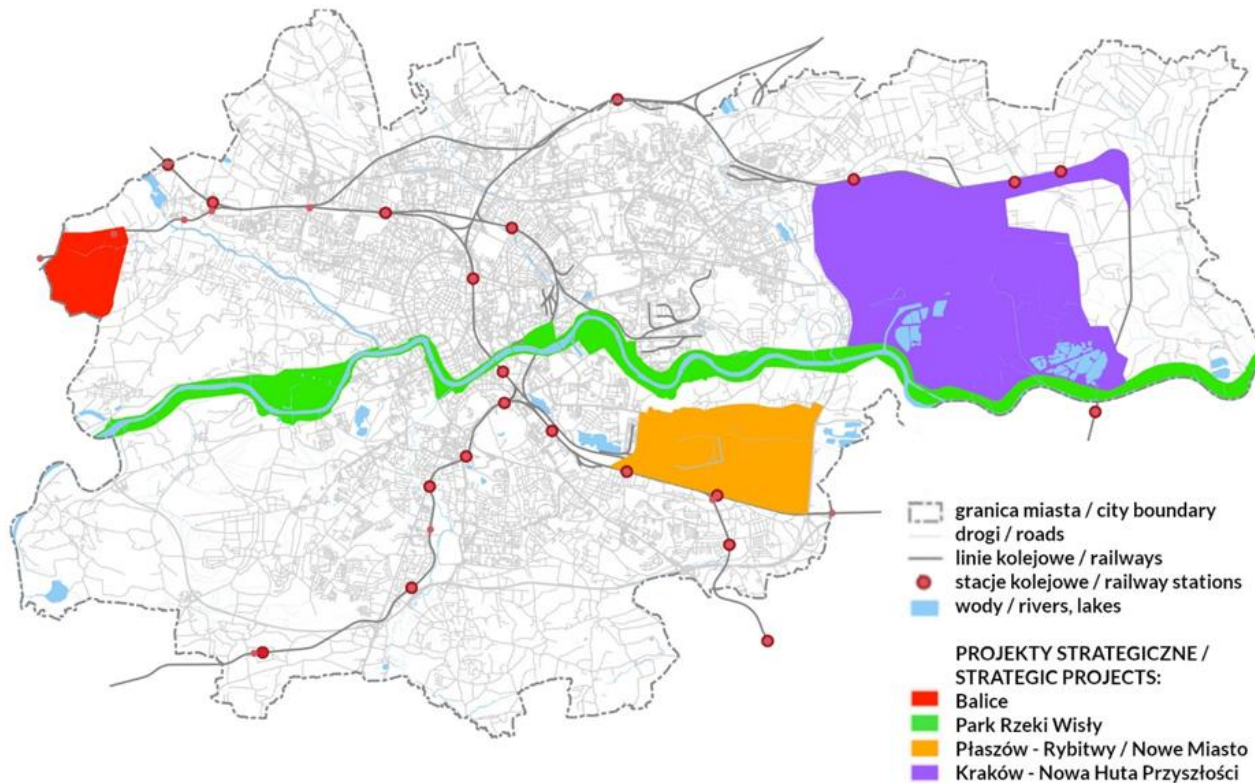 granica miasta / city boundary
drogi / roads
linie kolejowe / railways
stacje kolejowe / railway stations
wody / rivers, lakes
PROJEKTY STRATEGICZNE /
STRATEGIC PROJECTS:
Balice
Park Rzeki Wisły
Płaszów - Rybitwy / Nowe Miasto
Kraków - Nowa Huta Przyszłości